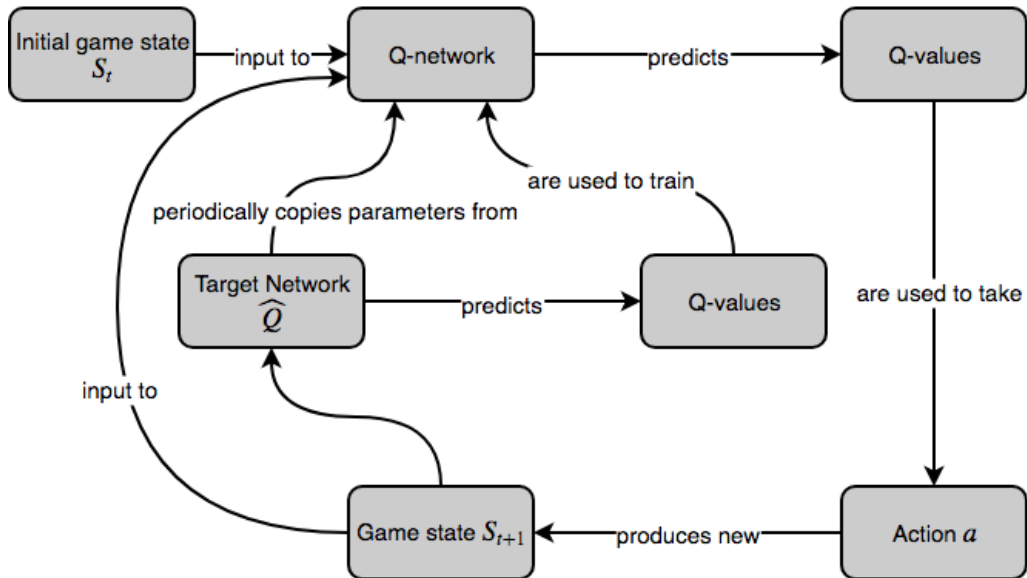 Initial game state
S_t
input to
Q-network
predicts
Q-values
are used to train
periodically copies parameters from
Target Network
Q̂
predicts
Q-values
are used to take
input to
Game state S_{t+1}
produces new
Action a